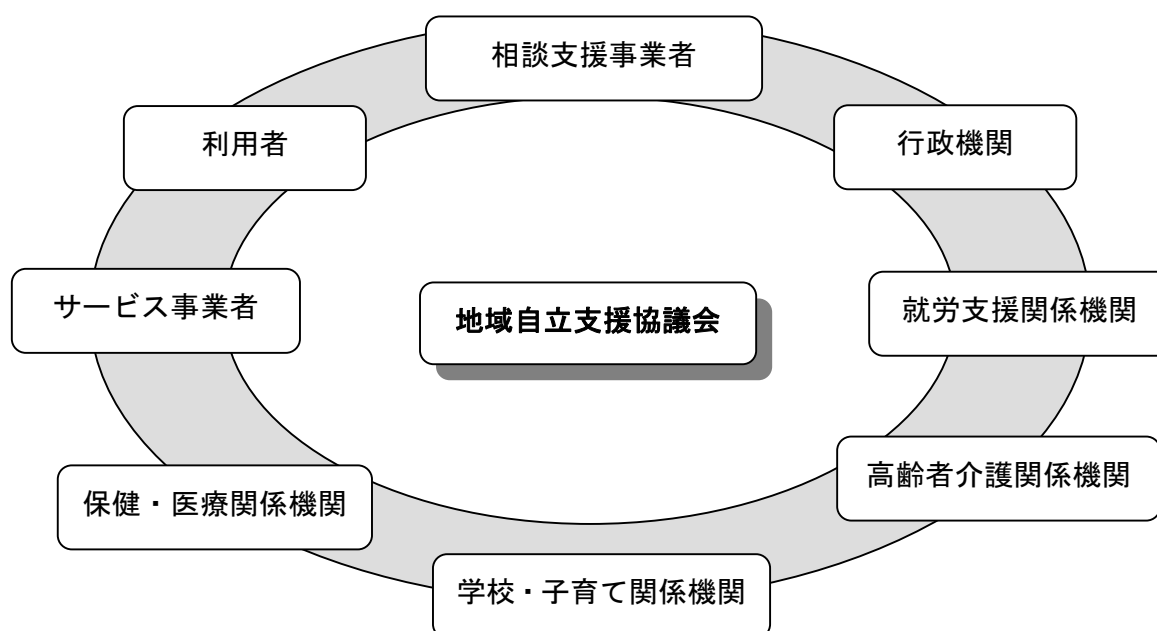 相談支援事業者
利用者
行政機関
サービス事業者
地域自立支援協議会
就労支援関係機関
高齢者介護関係機関
保健・医療関係機関
学校・子育て関係機関